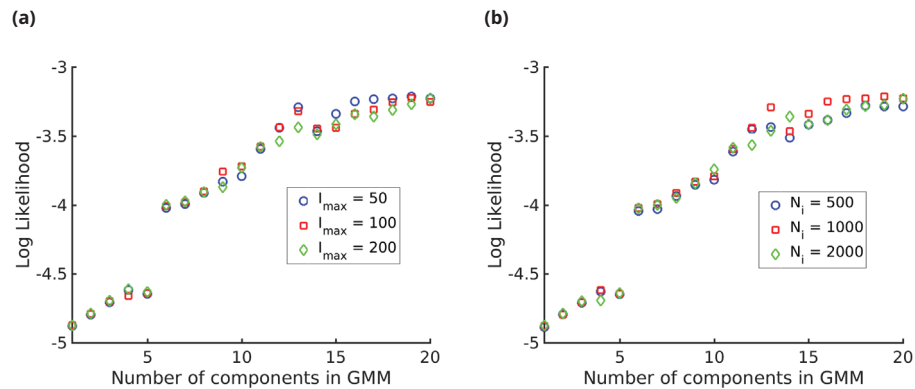 (a)
(b)
Log Likelihood
-3
-3.5
-4
-4.5
-5
5
10
15
20
Number of components in GMM
I_max = 50
I_max = 100
I_max = 200
Log Likelihood
-3
-3.5
-4
-4.5
-5
5
10
15
20
Number of components in GMM
N_i = 500
N_i = 1000
N_i = 2000